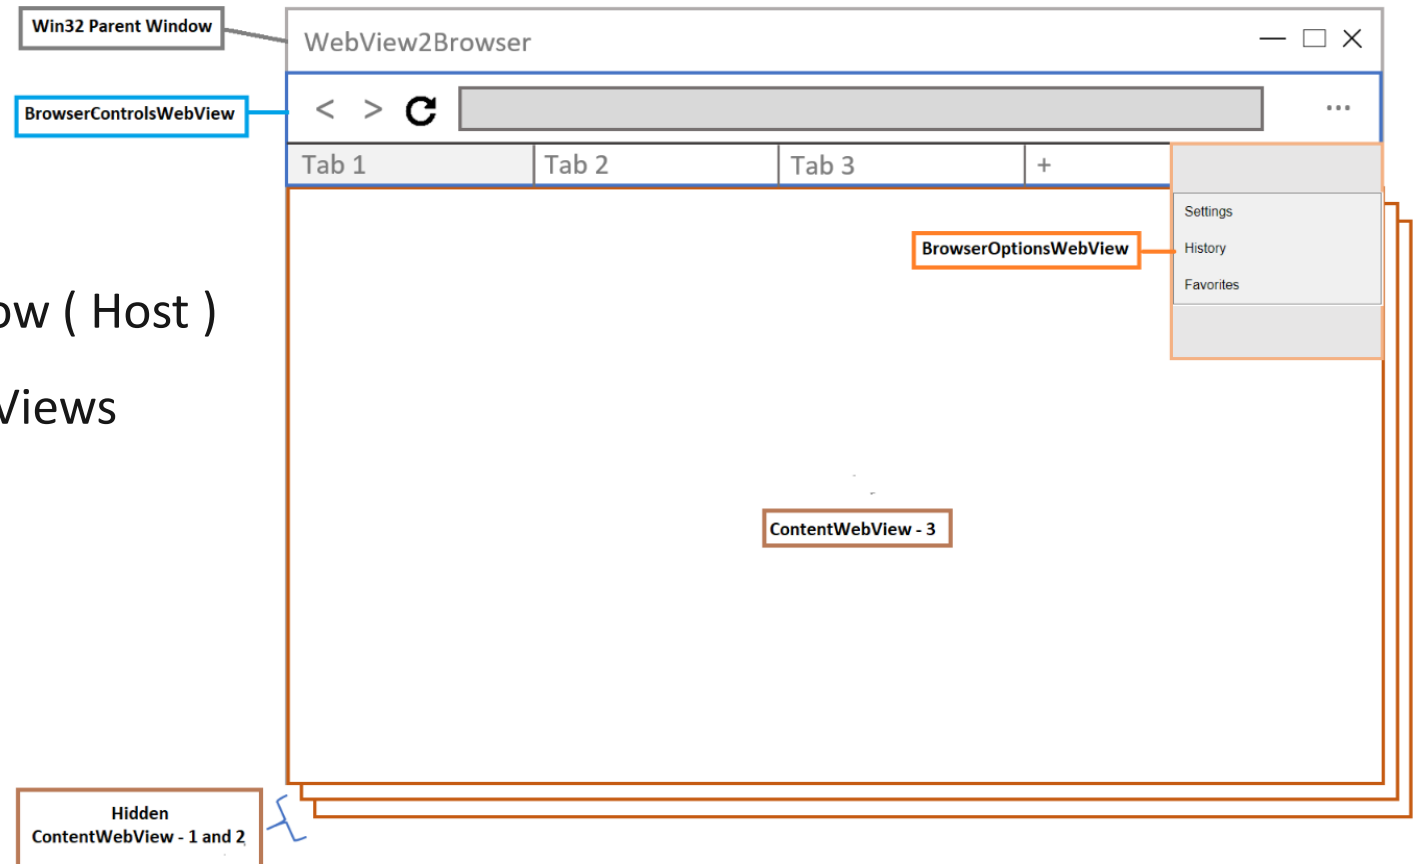 Win32 Parent Window
WebView2Browser
BrowserControlsWebView
< >
...
Tab 1
Tab 2
Tab 3
+
Settings
BrowserOptionsWebView
History
Favorites
ow ( Host )
Views
ContentWebView - 3
Hidden
ContentWebView - 1 and 2